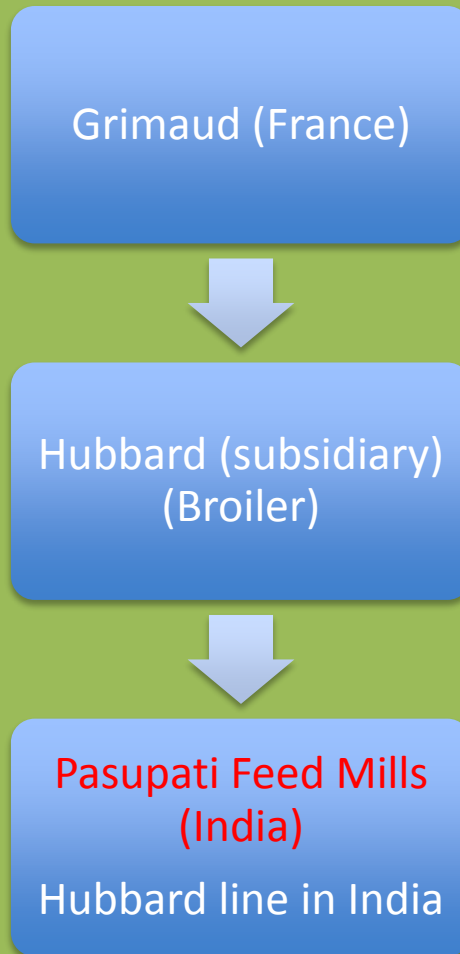 Grimaud (France)
Hubbard (subsidiary)
(Broiler)
Pasupati Feed Mills
(India)
Hubbard line in India